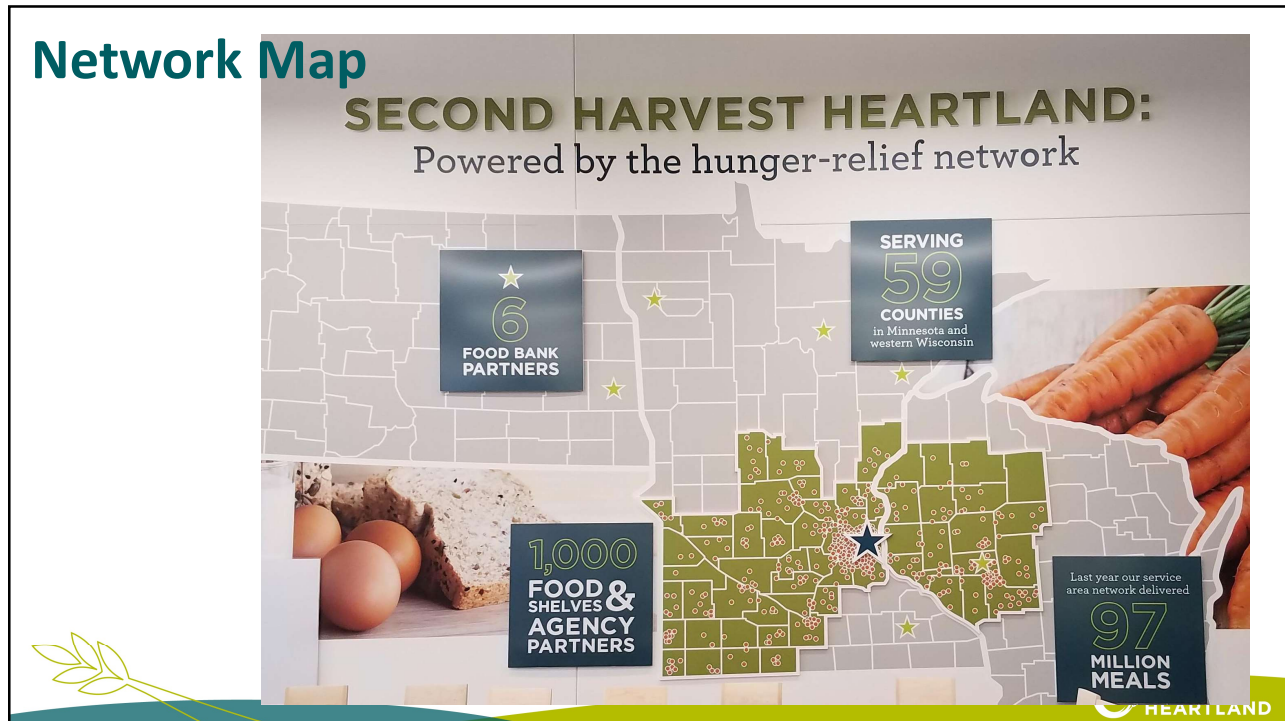 Network Map
SECOND HARVEST HEARTLAND:
Powered by the hunger-relief network
6
FOOD BANK
PARTNERS
SERVING
59
COUNTIES
in Minnesota and
western Wisconsin
1,000
FOOD &
SHELVES
AGENCY
PARTNERS
Last year our service
area network delivered
97
MILLION
MEALS
HEARTLAND